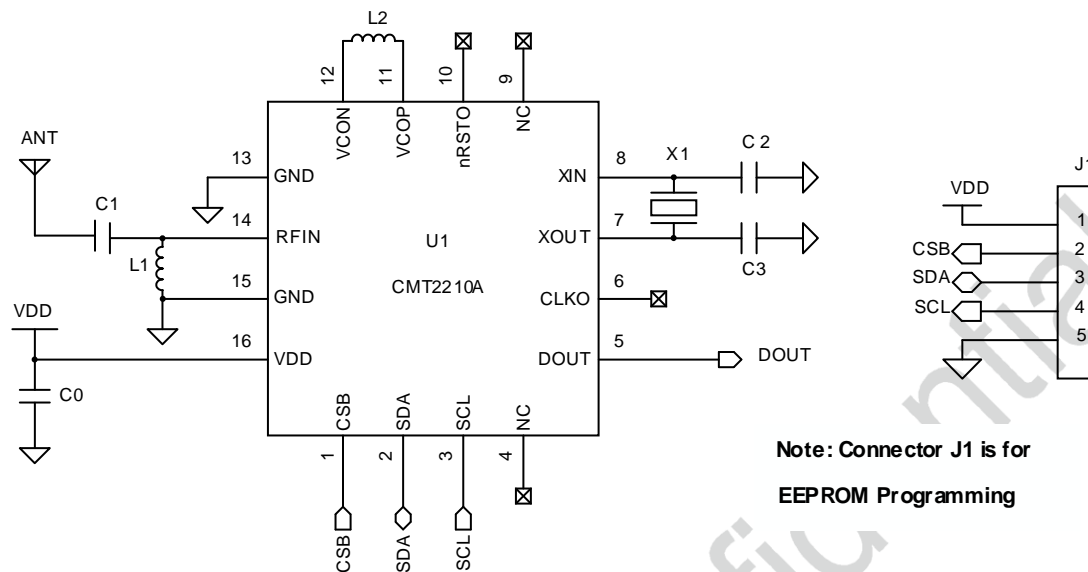 L2
12
11
10
9
VCON
VCOP
nRSTO
NC
ANT
C1
L1
13
GND
14
RFIN
15
GND
16
VDD
VDD
C0
U1
CMT2210A
XIN
8
XOUT
7
CLKO
6
DOUT
5
DOUT
X1
C2
C3
CSB
SDA
SCL
NC
1
2
3
4
CSB
SDA
SCL
J1
VDD
1
CSB
2
SDA
3
SCL
4
5
Note: Connector J1 is for
EEPROM Programming